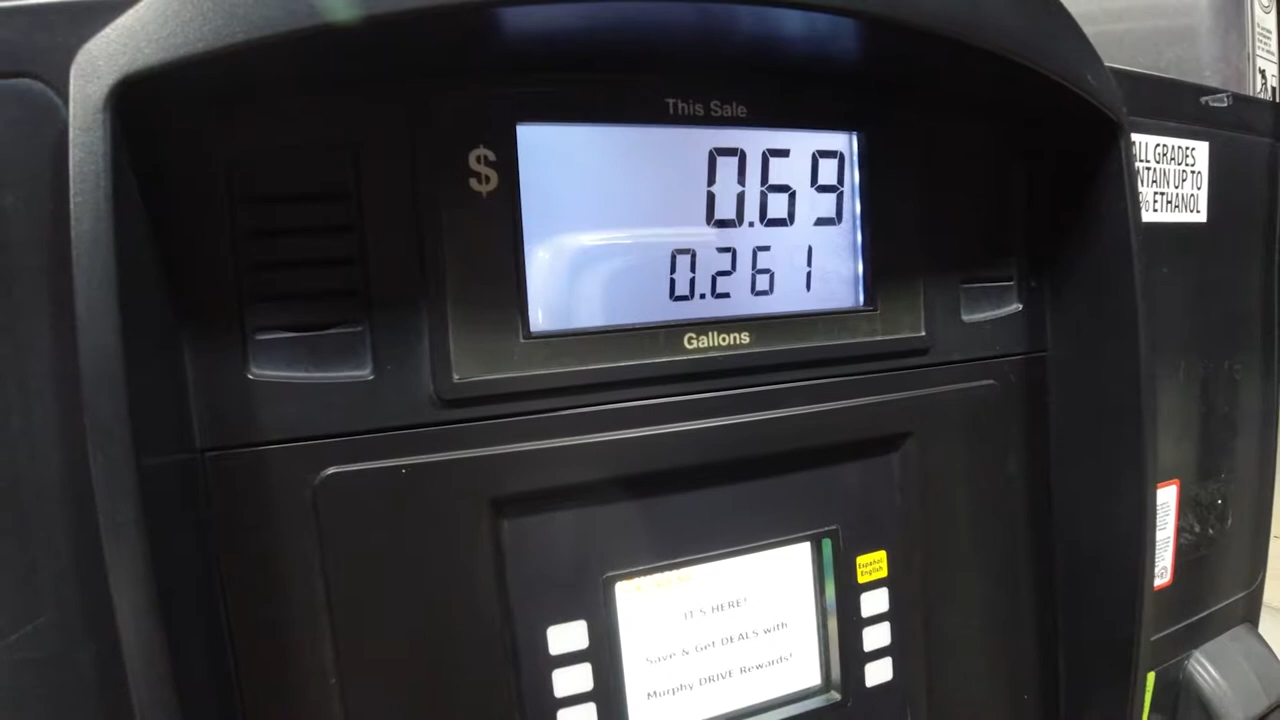 This Sale
$
0.69
0.261
Gallons
ALL GRADES
NTAIN UP TO
% ETHANOL
Español
English
IT'S HERE!
Save & Get DEALS with
Murphy DRIVE Rewards!